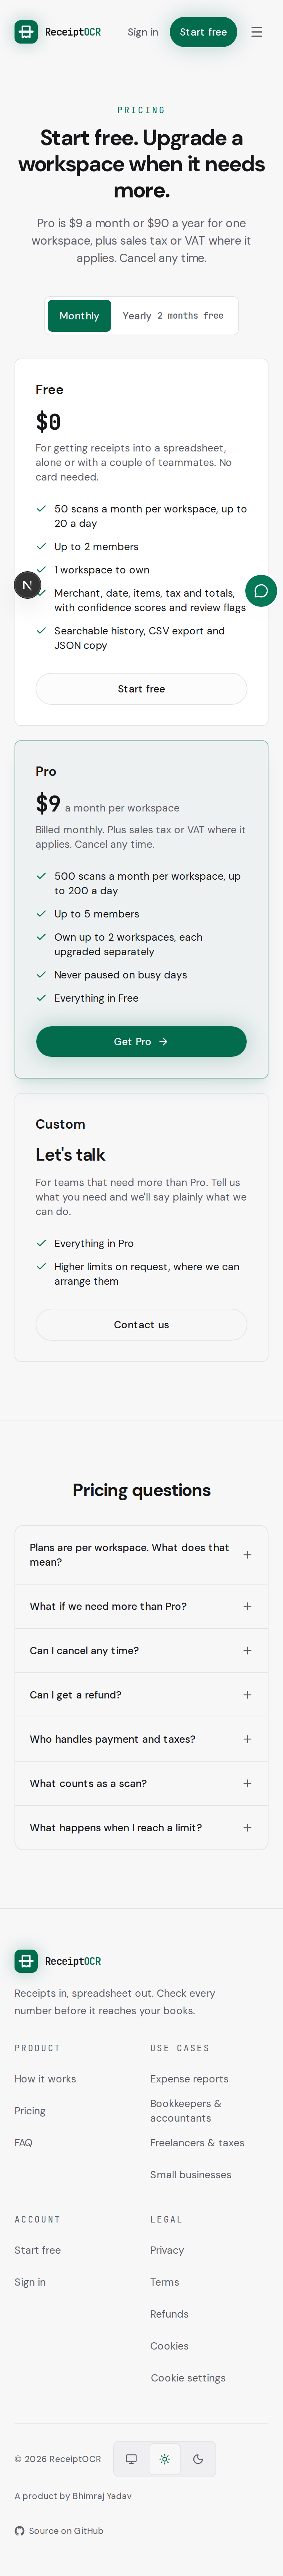 ReceiptOCR
Sign in
Start free
PRICING
Start free. Upgrade a
workspace when it needs
more.
Pro is $9 a month or $90 a year for one
workspace, plus sales tax or VAT where it
applies. Cancel any time.
Monthly
Yearly 2 months free
Free
$0
For getting receipts into a spreadsheet,
alone or with a couple of teammates. No
card needed.
50 scans a month per workspace, up to
20 a day
Up to 2 members
1 workspace to own
Merchant, date, items, tax and totals,
with confidence scores and review flags
N
Searchable history, CSV export and
JSON copy
Start free
Pro
$9 a month per workspace
Billed monthly. Plus sales tax or VAT where it
applies. Cancel any time.
500 scans a month per workspace, up
to 200 a day
Up to 5 members
Own up to 2 workspaces, each
upgraded separately
Never paused on busy days
Everything in Free
Get Pro
Custom
Let's talk
For teams that need more than Pro. Tell us
what you need and we'll say plainly what we
can do.
Everything in Pro
Higher limits on request, where we can
arrange them
Contact us
Pricing questions
Plans are per workspace. What does that
mean?
What if we need more than Pro?
Can I cancel any time?
Can I get a refund?
Who handles payment and taxes?
What counts as a scan?
What happens when I reach a limit?
ReceiptOCR
Receipts in, spreadsheet out. Check every
number before it reaches your books.
PRODUCT
How it works
Pricing
FAQ
USE CASES
Expense reports
Bookkeepers &
accountants
Freelancers & taxes
Small businesses
ACCOUNT
Start free
Sign in
LEGAL
Privacy
Terms
Refunds
Cookies
Cookie settings
© 2026 ReceiptOCR
A product by Bhimraj Yadav
Source on GitHub